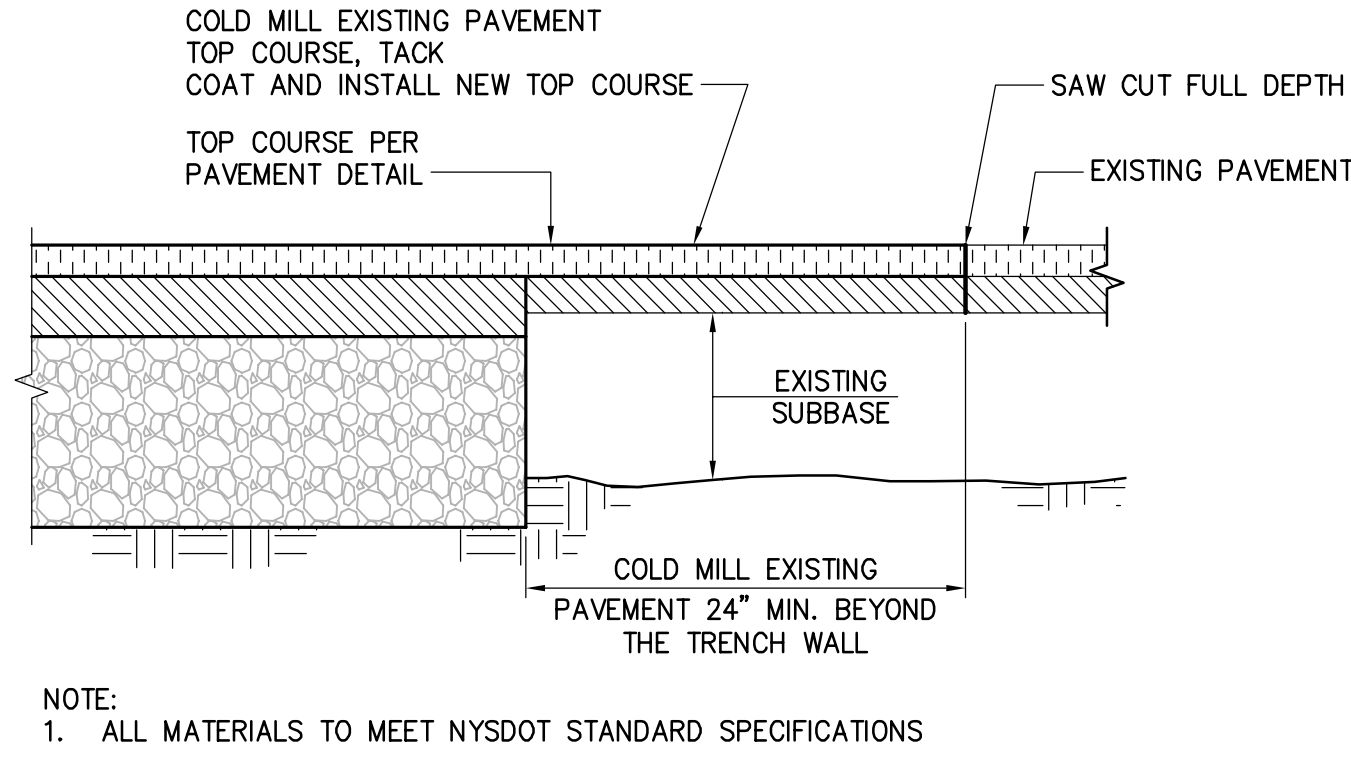 COLD MILL EXISTING PAVEMENT
TOP COURSE, TACK
COAT AND INSTALL NEW TOP COURSE
SAW CUT FULL DEPTH
TOP COURSE PER
PAVEMENT DETAIL
EXISTING PAVEMENT
EXISTING
SUBBASE
COLD MILL EXISTING
PAVEMENT 24" MIN. BEYOND
THE TRENCH WALL
NOTE:
1. ALL MATERIALS TO MEET NYSDOT STANDARD SPECIFICATIONS